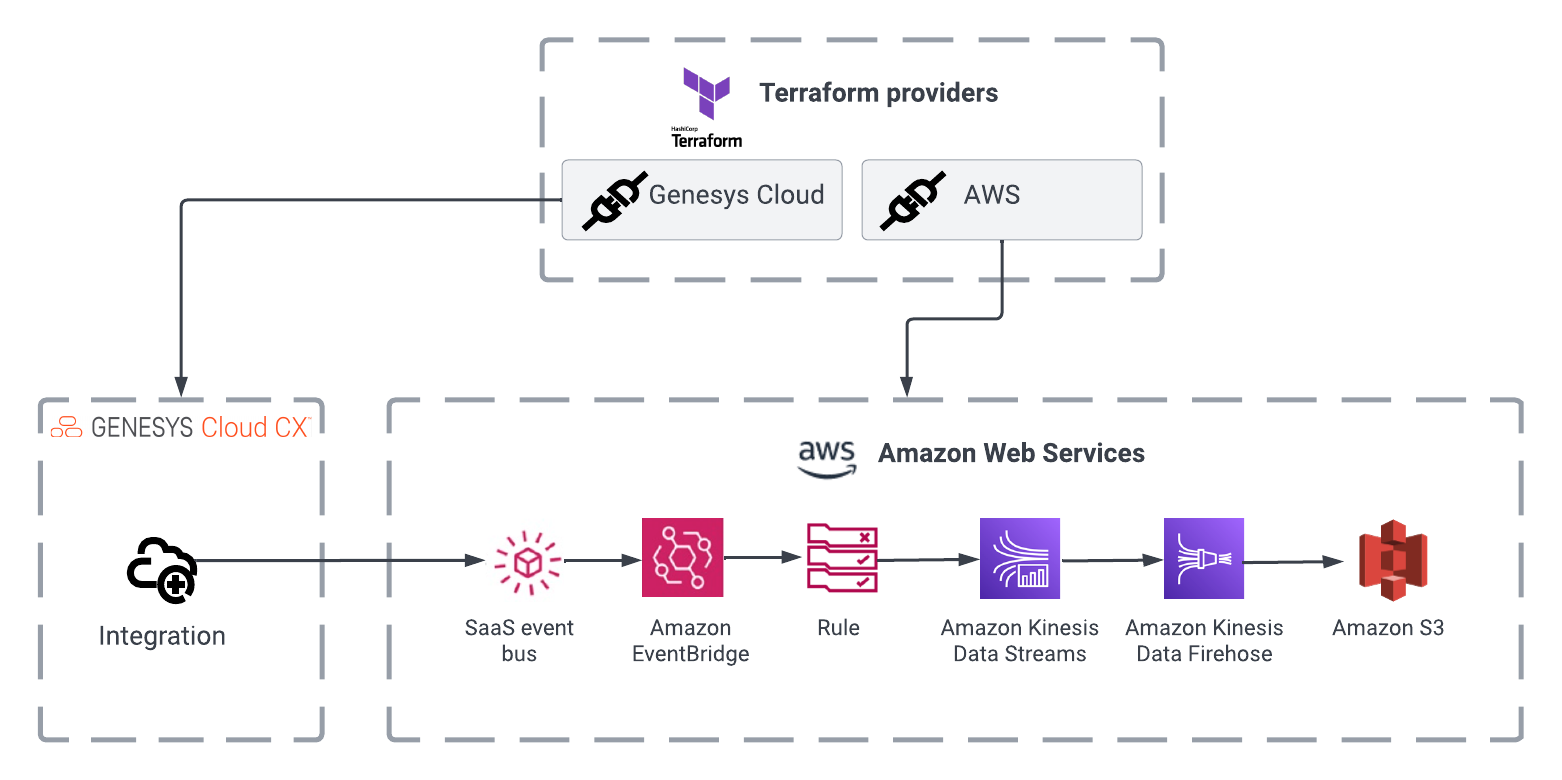 Terraform providers
HashiCorp
Terraform
Genesys Cloud
AWS
GENESYS Cloud CX™
aws
Amazon Web Services
Integration
SaaS event
bus
Amazon
EventBridge
Rule
Amazon Kinesis
Data Streams
Amazon Kinesis
Data Firehose
Amazon S3